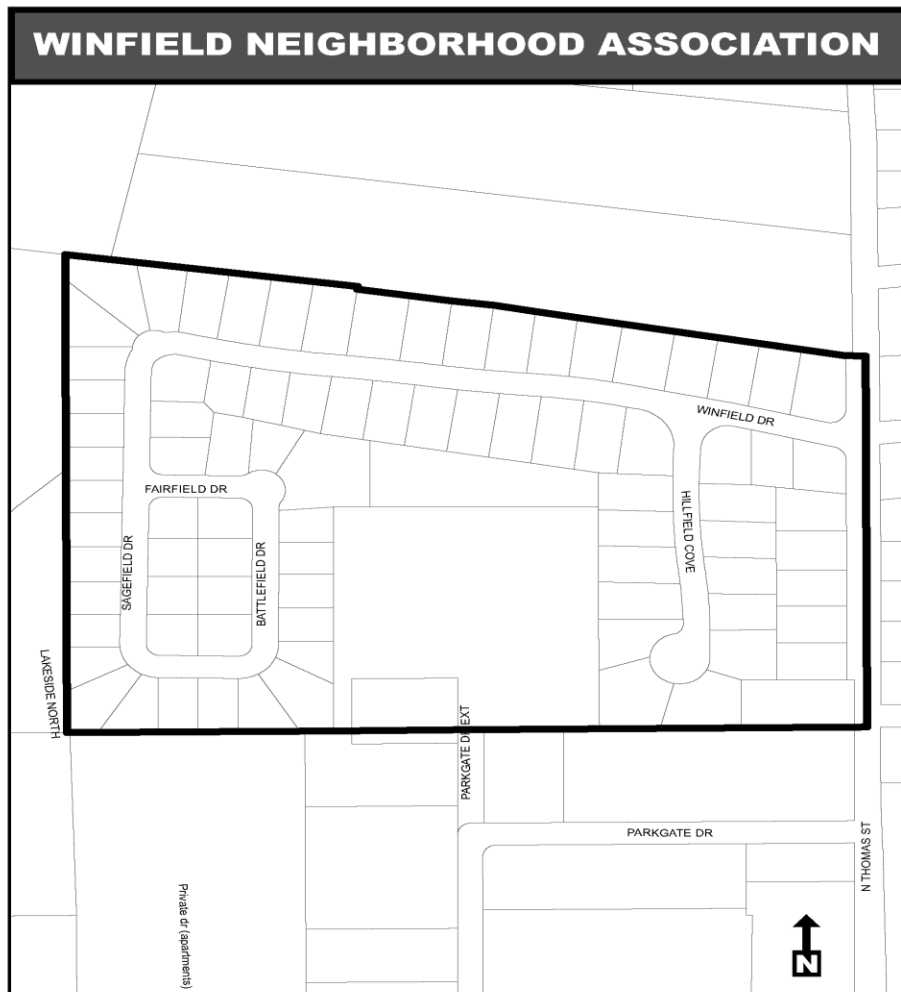 WINFIELD NEIGHBORHOOD ASSOCIATION
WINFIELD DR
FAIRFIELD DR
HILLFIELD COVE
SAGEFIELD DR
BATTLEFIELD DR
LAKESIDE NORTH
PARKGATE DR EXT
PARKGATE DR
N THOMAS ST
Private dr (apartments)
N